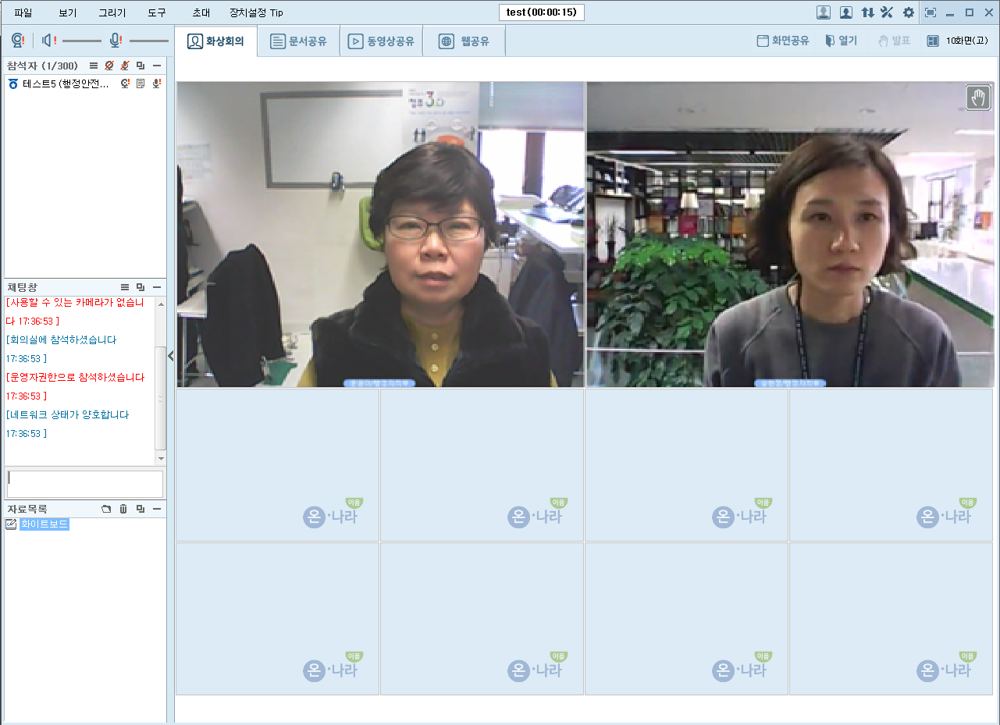 파일 보기 그리기 도구 초대 장치설정 Tip
test(00:00:15)
화상회의 문서공유 동영상공유 웹공유
화면공유 열기 발표 10화면(고)
참석자 (1/300)
테스트5 (행정안전...
채팅창
[사용할 수 있는 카메라가 없습니
다 17:36:53 ]
[회의실에 참석하셨습니다
17:36:53 ]
[운영자권한으로 참석하셨습니다
17:36:53 ]
[네트워크 상태가 양호합니다
17:36:53 ]
자료목록
화이트보드
온·나라 이음
온·나라 이음
온·나라 이음
온·나라 이음
온·나라 이음
온·나라 이음
온·나라 이음
온·나라 이음